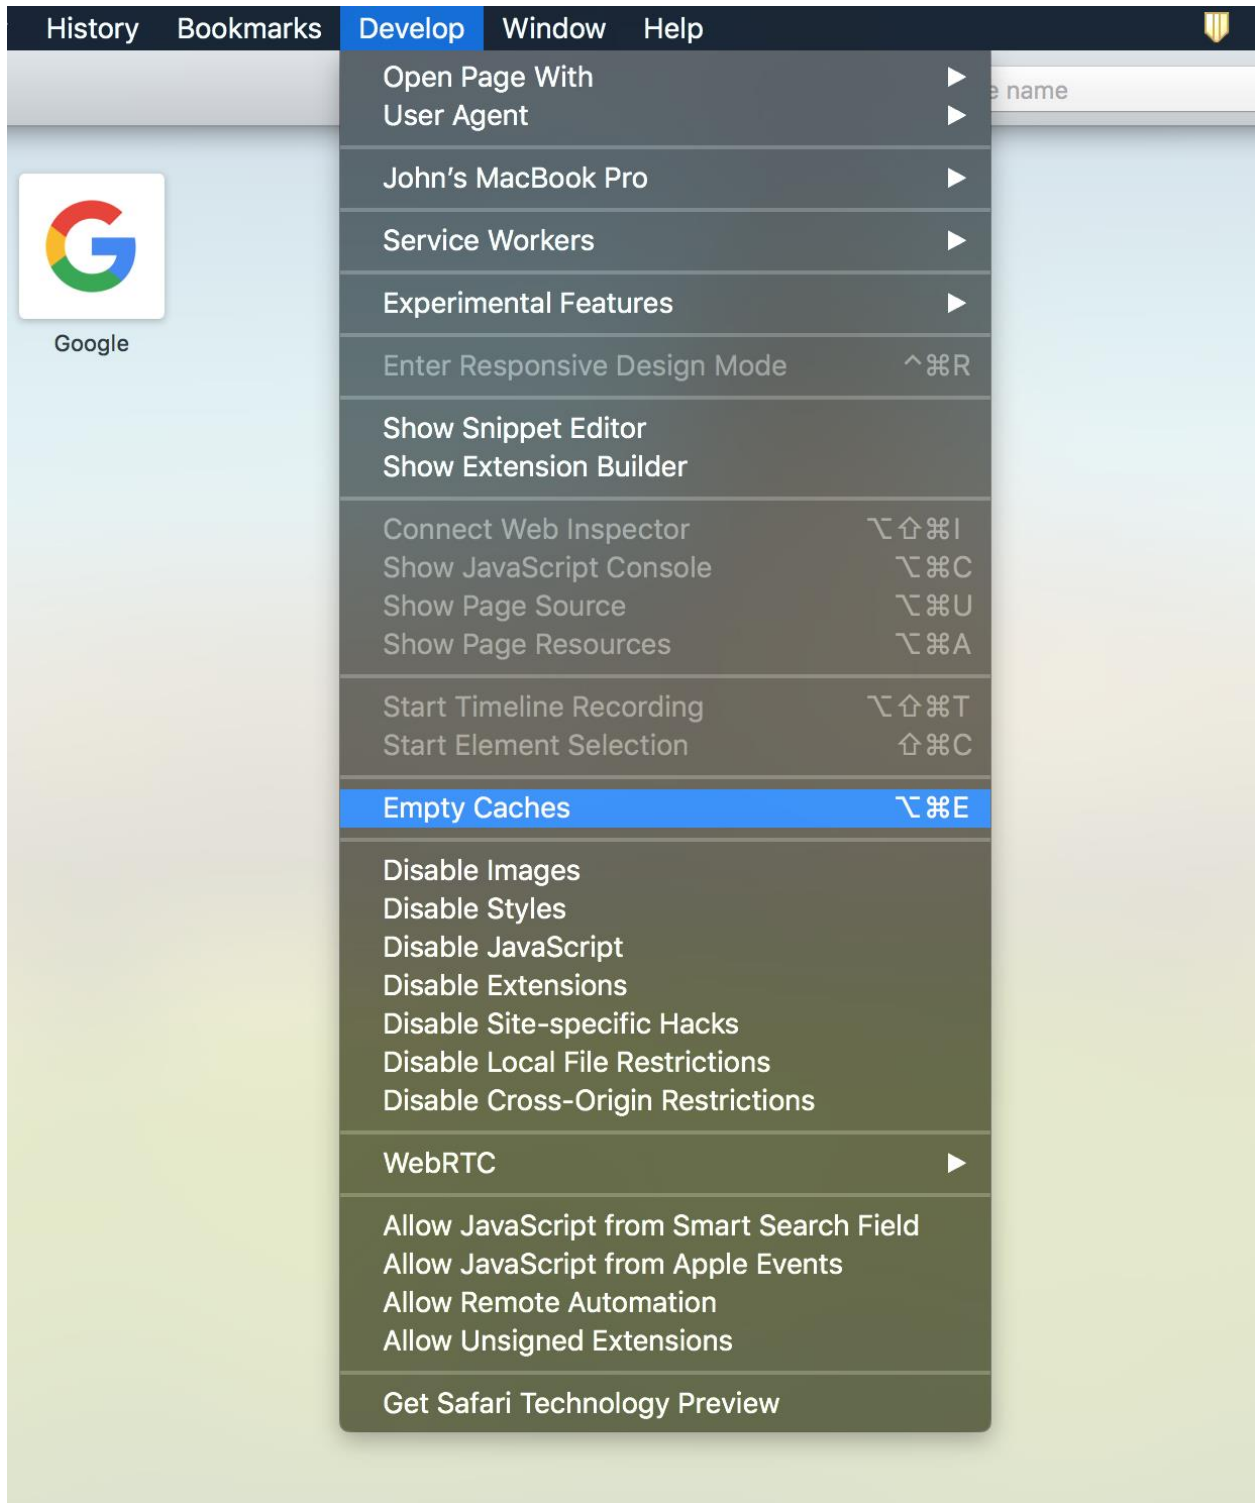 History Bookmarks Develop Window Help
e name
Google
Open Page With ▶
User Agent ▶
John's MacBook Pro ▶
Service Workers ▶
Experimental Features ▶
Enter Responsive Design Mode ^⌘R
Show Snippet Editor
Show Extension Builder
Connect Web Inspector ⌥⇧⌘I
Show JavaScript Console ⌥⌘C
Show Page Source ⌥⌘U
Show Page Resources ⌥⌘A
Start Timeline Recording ⌥⇧⌘T
Start Element Selection ⇧⌘C
Empty Caches ⌥⌘E
Disable Images
Disable Styles
Disable JavaScript
Disable Extensions
Disable Site-specific Hacks
Disable Local File Restrictions
Disable Cross-Origin Restrictions
WebRTC ▶
Allow JavaScript from Smart Search Field
Allow JavaScript from Apple Events
Allow Remote Automation
Allow Unsigned Extensions
Get Safari Technology Preview